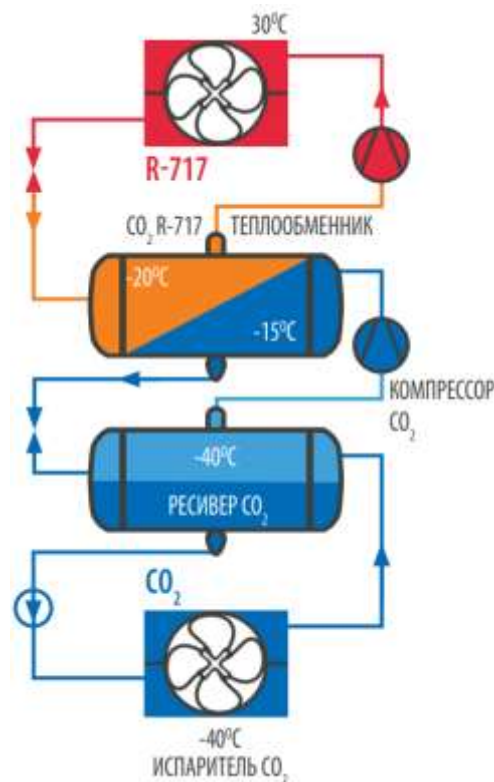 30⁰C
R-717
CO₂ R-717 ТЕПЛООБМЕННИК
-20⁰C
-15⁰C
КОМПРЕССОР
CO₂
-40⁰C
РЕСИВЕР CO₂
CO₂
-40⁰C
ИСПАРИТЕЛЬ CO₂